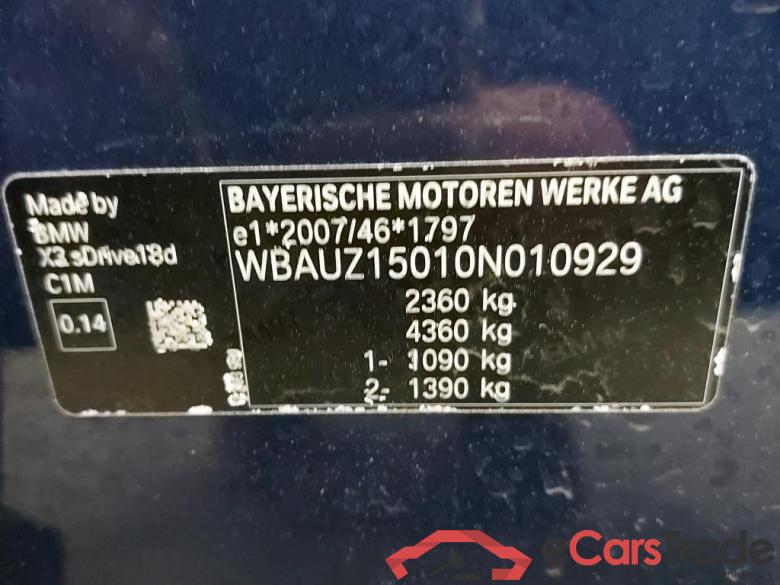 Made by
BMW
X3 sDrive18d
C1M
0.14
BAYERISCHE MOTOREN WERKE AG
e1*2007/46*1797
WBAUZ15010N010929
2360 kg
4360 kg
1- 1090 kg
2- 1390 kg
eCarsTrade